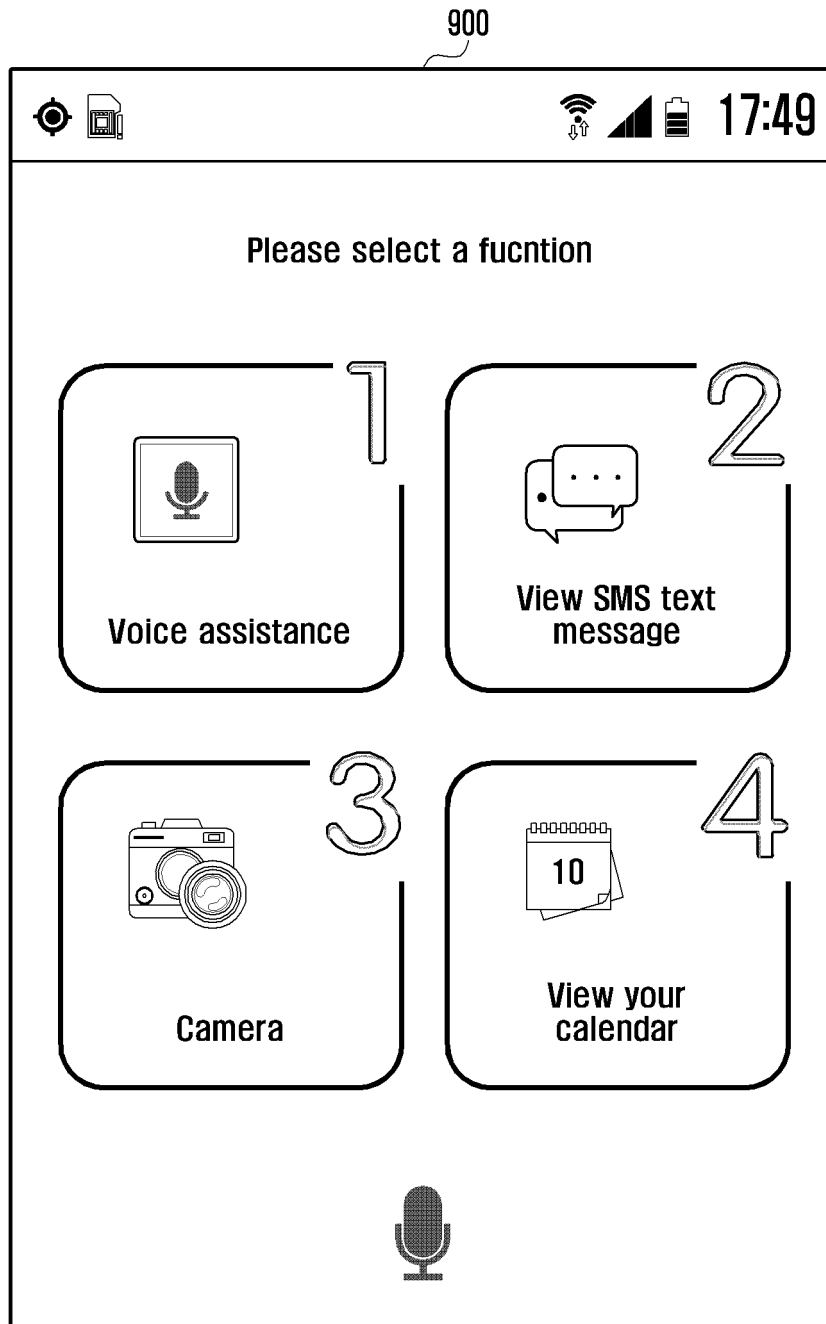 900
17:49
Please select a fucntion
1
2
Voice assistance
View SMS text
message
3
4
10
Camera
View your
calendar